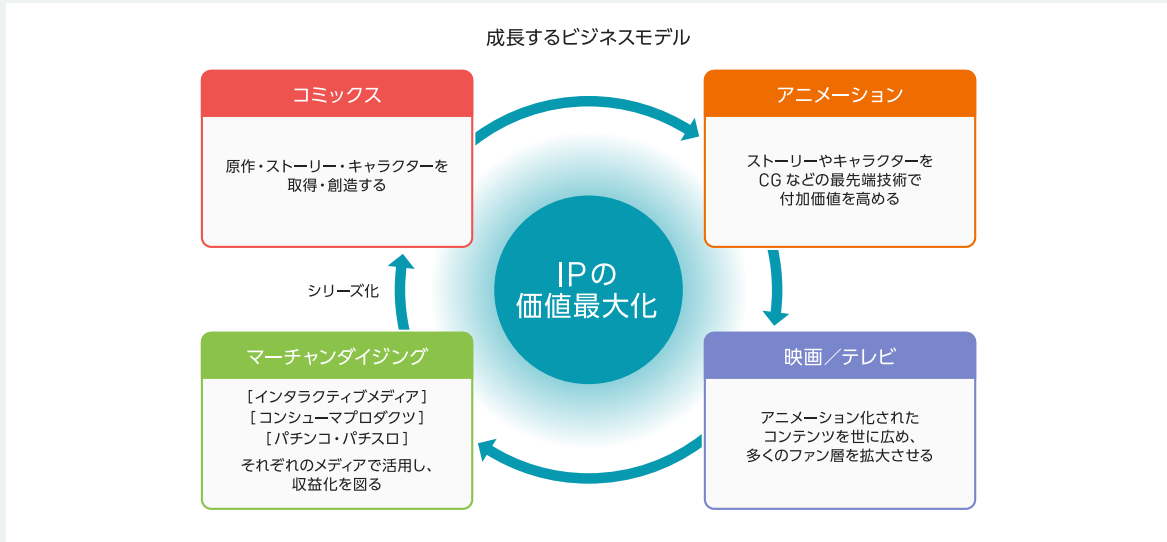 成長するビジネスモデル
コミックス
原作・ストーリー・キャラクターを
取得・創造する
アニメーション
ストーリーやキャラクターを
CGなどの最先端技術で
付加価値を高める
IPの
価値最大化
シリーズ化
マーチャンダイジング
[インタラクティブメディア]
[コンシューマプロダクツ]
[パチンコ・パチスロ]
それぞれのメディアで活用し、
収益化を図る
映画／テレビ
アニメーション化された
コンテンツを世に広め、
多くのファン層を拡大させる